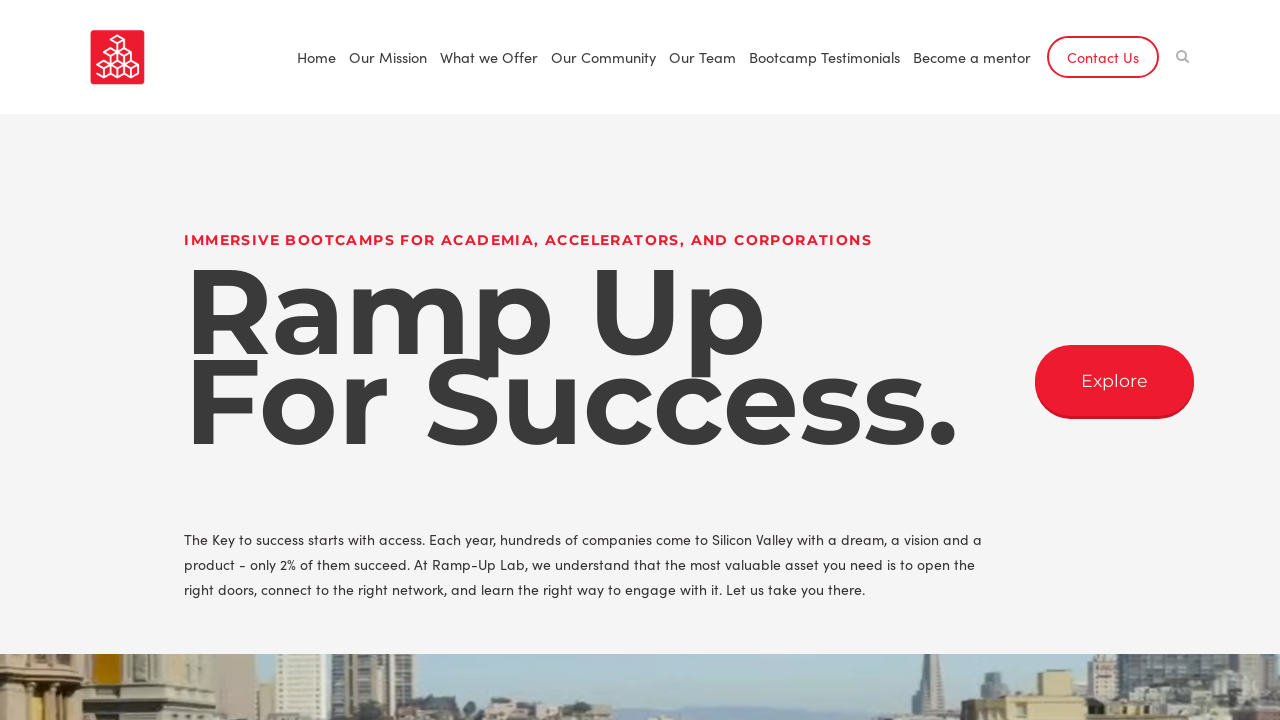 Home Our Mission What we Offer Our Community Our Team Bootcamp Testimonials Become a mentor Contact Us
IMMERSIVE BOOTCAMPS FOR ACADEMIA, ACCELERATORS, AND CORPORATIONS
Ramp Up
For Success.
Explore
The Key to success starts with access. Each year, hundreds of companies come to Silicon Valley with a dream, a vision and a
product - only 2% of them succeed. At Ramp-Up Lab, we understand that the most valuable asset you need is to open the
right doors, connect to the right network, and learn the right way to engage with it. Let us take you there.